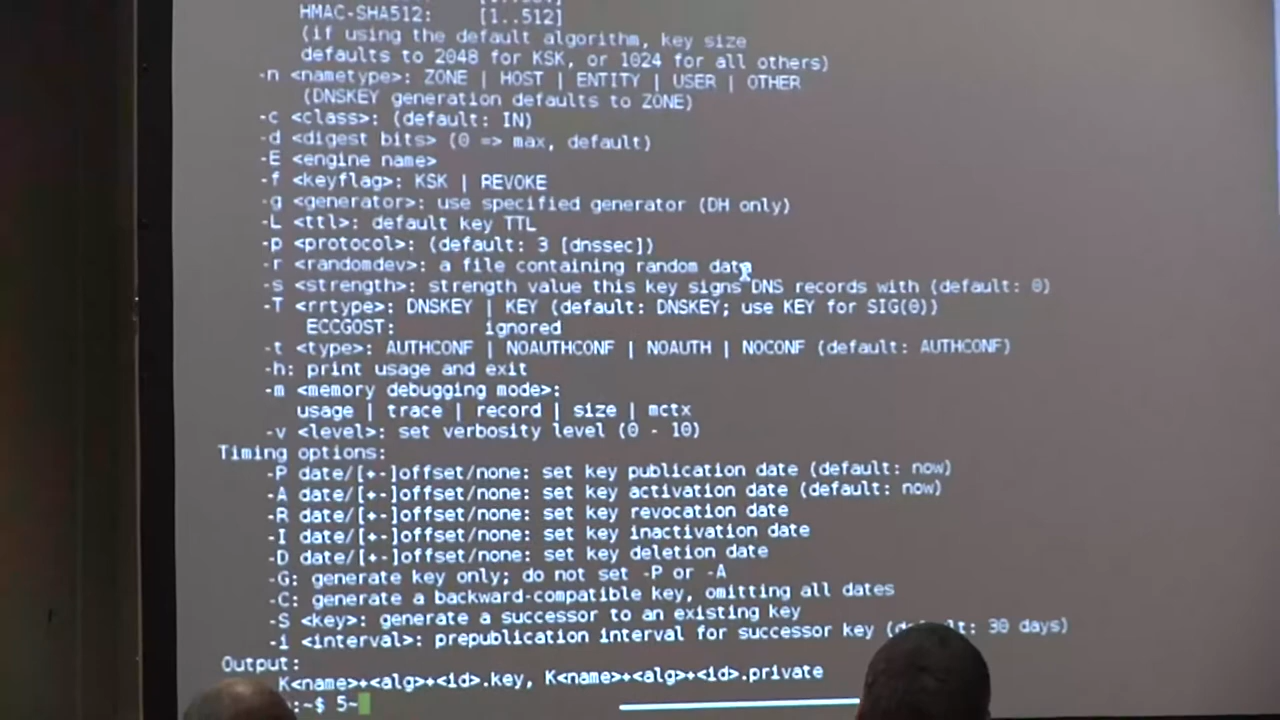 HMAC-SHA512: [1..512]
(if using the default algorithm, key size
defaults to 2048 for KSK, or 1024 for all others)
-n <nametype>: ZONE | HOST | ENTITY | USER | OTHER
(DNSKEY generation defaults to ZONE)
-c <class>: (default: IN)
-d <digest bits> (0 => max, default)
-E <engine name>
-f <keyflag>: KSK | REVOKE
-g <generator>: use specified generator (DH only)
-L <ttl>: default key TTL
-p <protocol>: (default: 3 [dnssec])
-r <randomdev>: a file containing random data
-s <strength>: strength value this key signs DNS records with (default: 0)
-T <rrtype>: DNSKEY | KEY (default: DNSKEY; use KEY for SIG(0))
ECCGOST: ignored
-t <type>: AUTHCONF | NOAUTHCONF | NOAUTH | NOCONF (default: AUTHCONF)
-h: print usage and exit
-m <memory debugging mode>:
usage | trace | record | size | mctx
-v <level>: set verbosity level (0 - 10)
Timing options:
-P date/[+-]offset/none: set key publication date (default: now)
-A date/[+-]offset/none: set key activation date (default: now)
-R date/[+-]offset/none: set key revocation date
-I date/[+-]offset/none: set key inactivation date
-D date/[+-]offset/none: set key deletion date
-G: generate key only; do not set -P or -A
-C: generate a backward-compatible key, omitting all dates
-S <key>: generate a successor to an existing key
-i <interval>: prepublication interval for successor key 30 days)
Output:
K<name>+<alg>+<id>.key, K<name>+<alg>+<id>.private
:~$ 5~